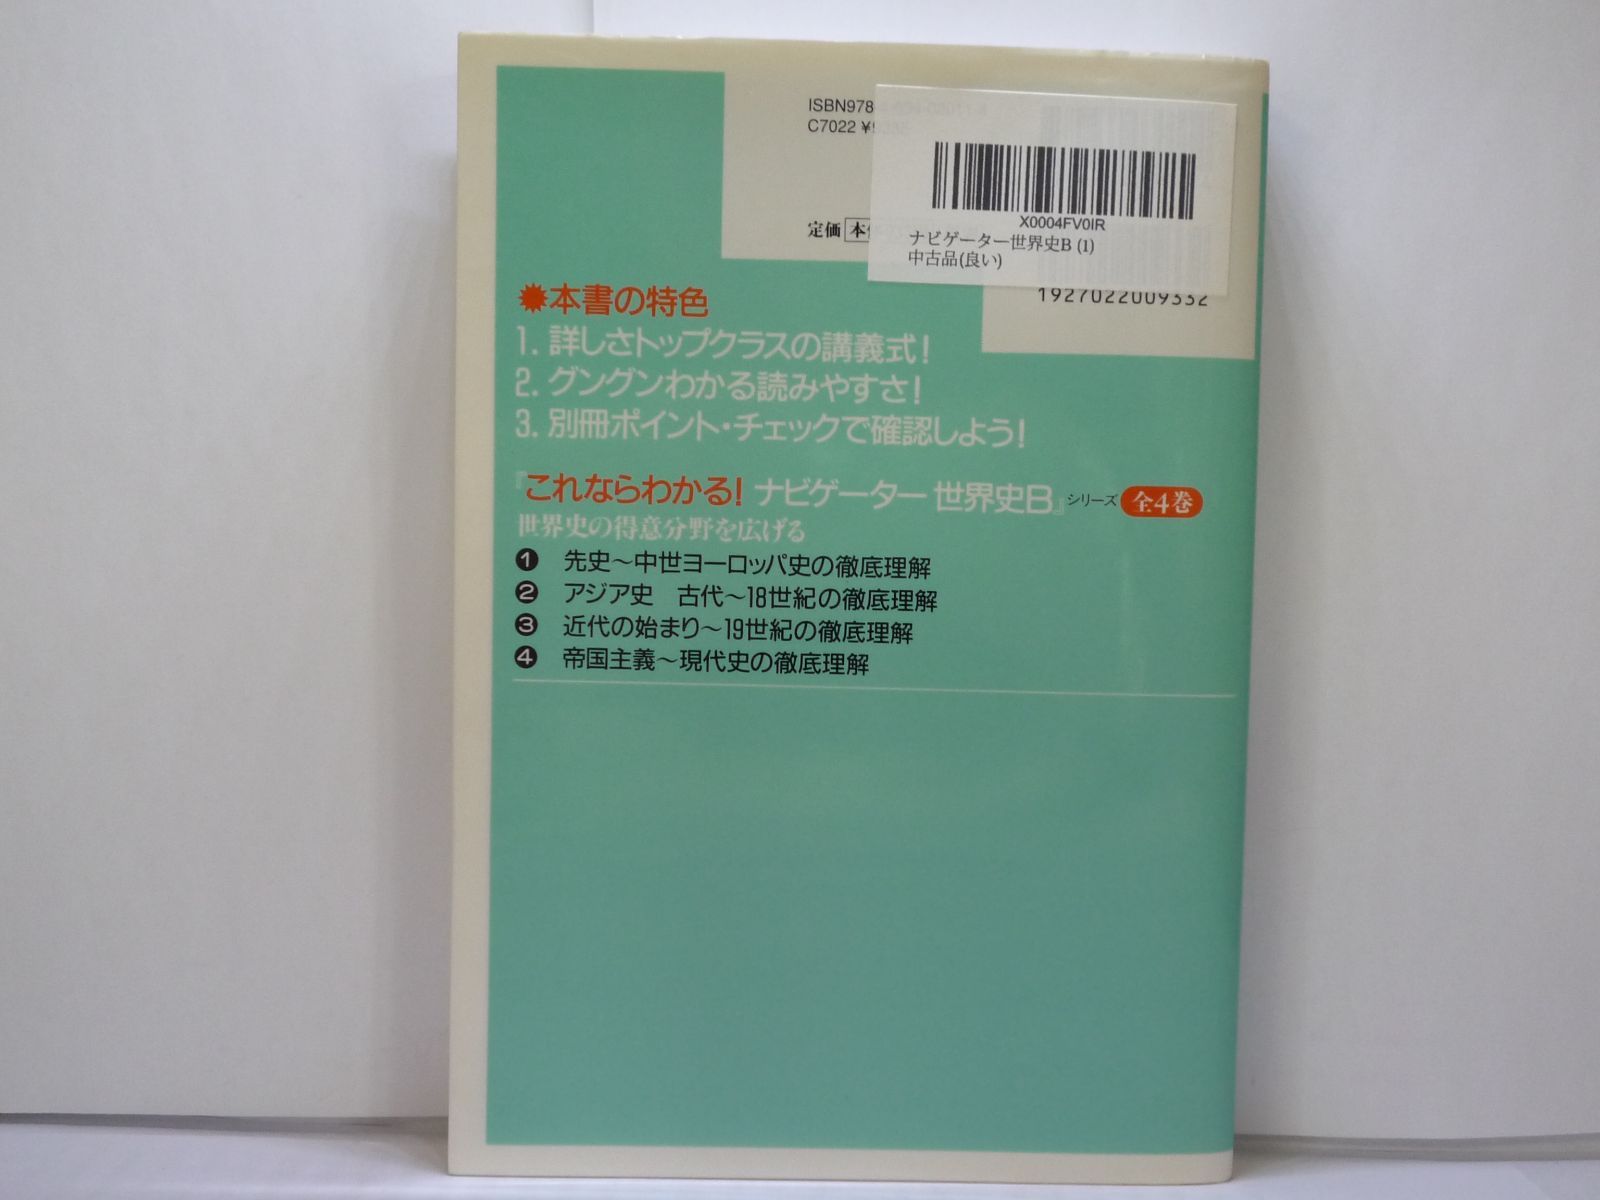 ISBN978
C7022 ¥
定価 本
X0004FV0IR
ナビゲーター世界史B (1)
中古品(良い)
1927022009332
本書の特色
1. 詳しさトップクラスの講義式!
2. グングンわかる読みやすさ!
3. 別冊ポイント・チェックで確認しよう!
『これならわかる! ナビゲーター 世界史B』シリーズ 全4巻
世界史の得意分野を広げる
❶ 先史~中世ヨーロッパ史の徹底理解
❷ アジア史 古代~18世紀の徹底理解
❸ 近代の始まり~19世紀の徹底理解
❹ 帝国主義~現代史の徹底理解